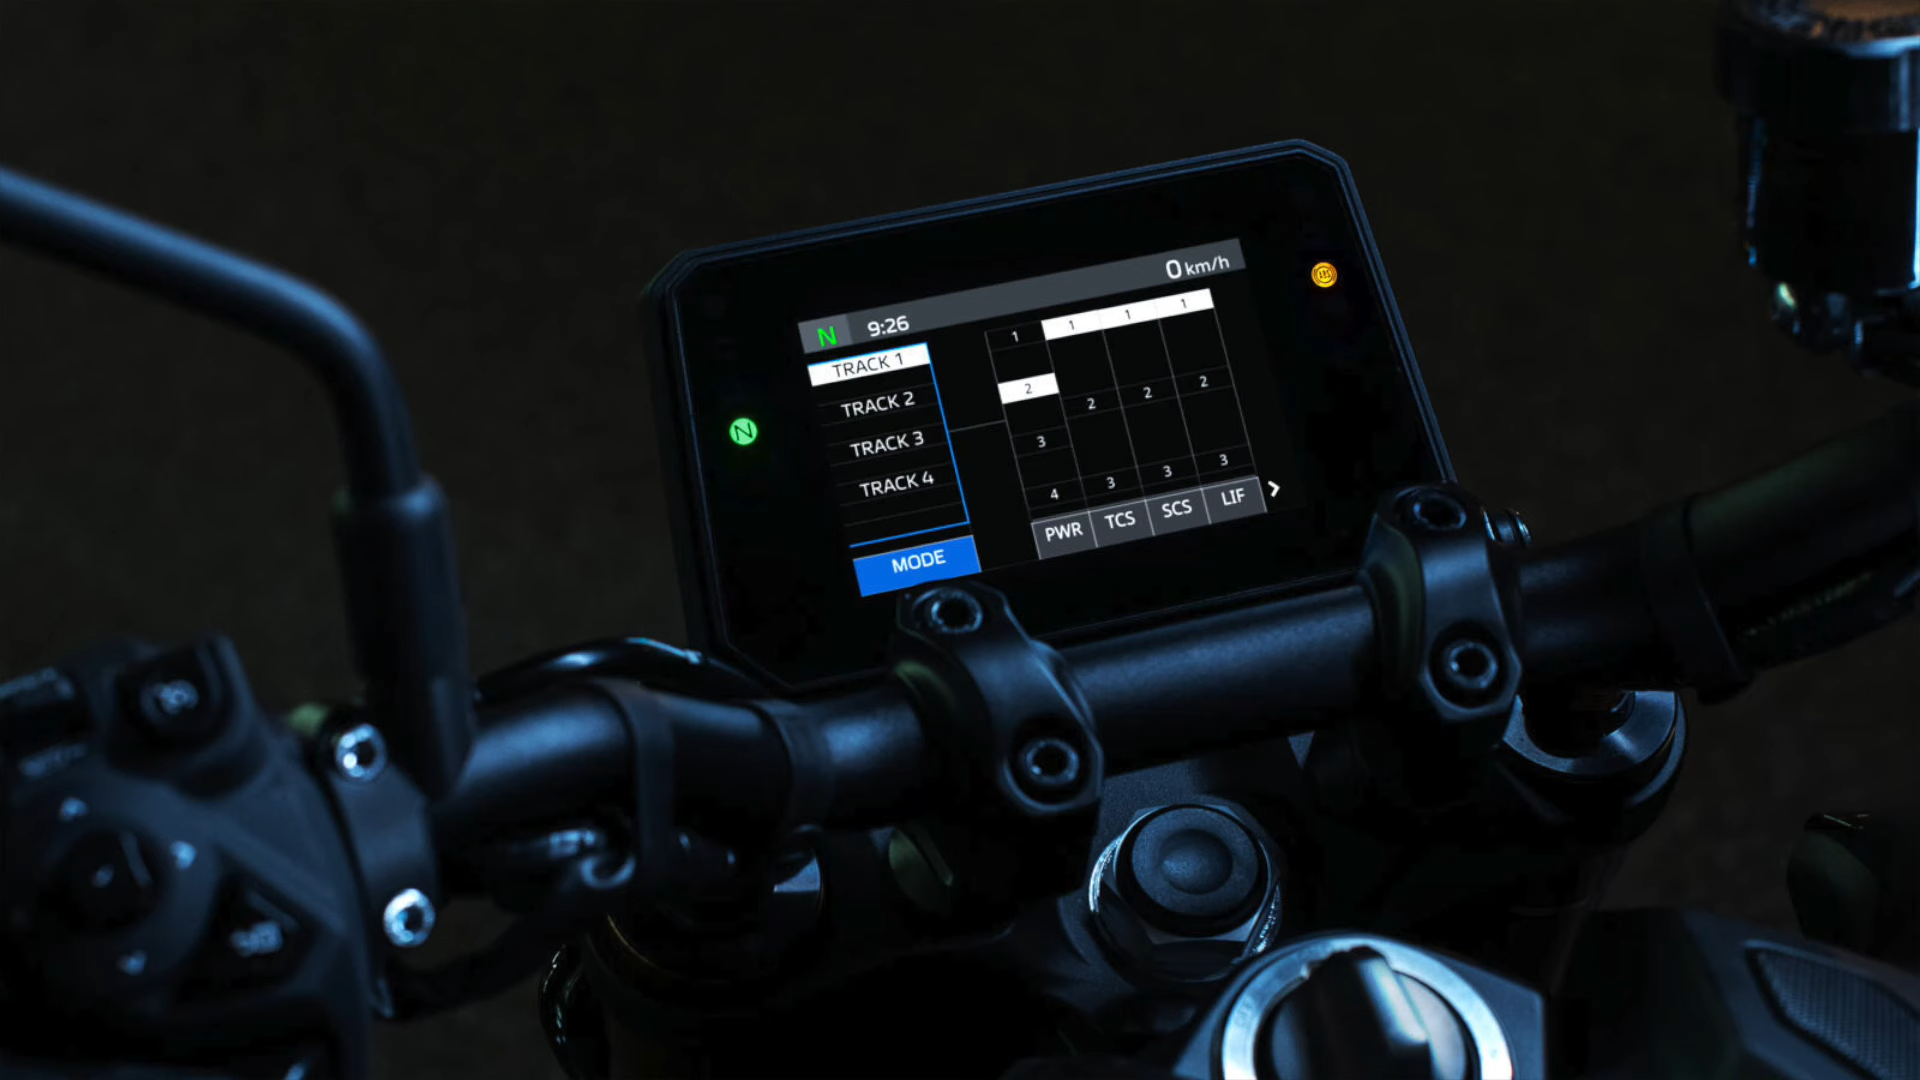 0 km/h
N 9:26
TRACK 1
TRACK 2
TRACK 3
TRACK 4
MODE
1 1 1 1
2 2 2 2
3
4 3 3 3
PWR TCS SCS LIF
N